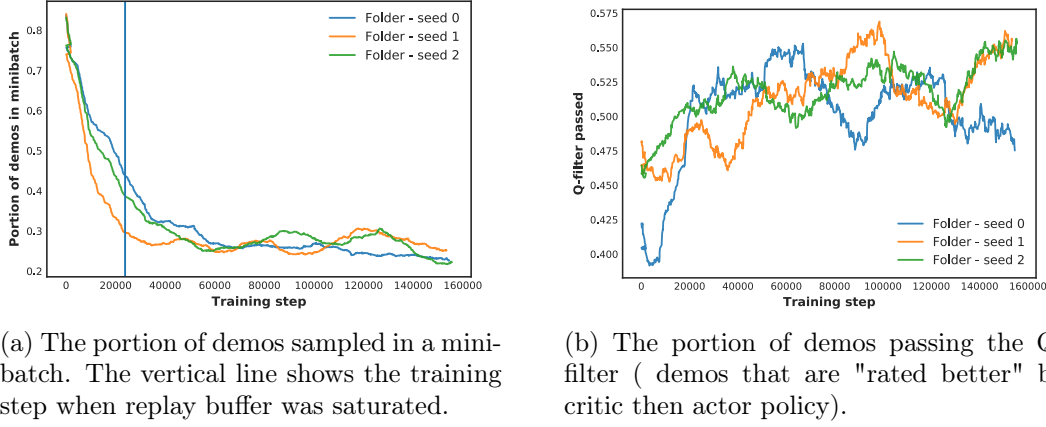 0.8
0.7
0.6
0.5
0.4
0.3
0.2
Portion of demos in minibatch
Folder - seed 0
Folder - seed 1
Folder - seed 2
0 20000 40000 60000 80000 100000 120000 140000 160000
Training step
(a) The portion of demos sampled in a mini-
batch. The vertical line shows the training
step when replay buffer was saturated.
0.575
0.550
0.525
0.500
0.475
0.450
0.425
0.400
Q-filter passed
Folder - seed 0
Folder - seed 1
Folder - seed 2
0 20000 40000 60000 80000 100000 120000 140000 160000
Training step
(b) The portion of demos passing the
filter ( demos that are "rated better"
critic then actor policy).